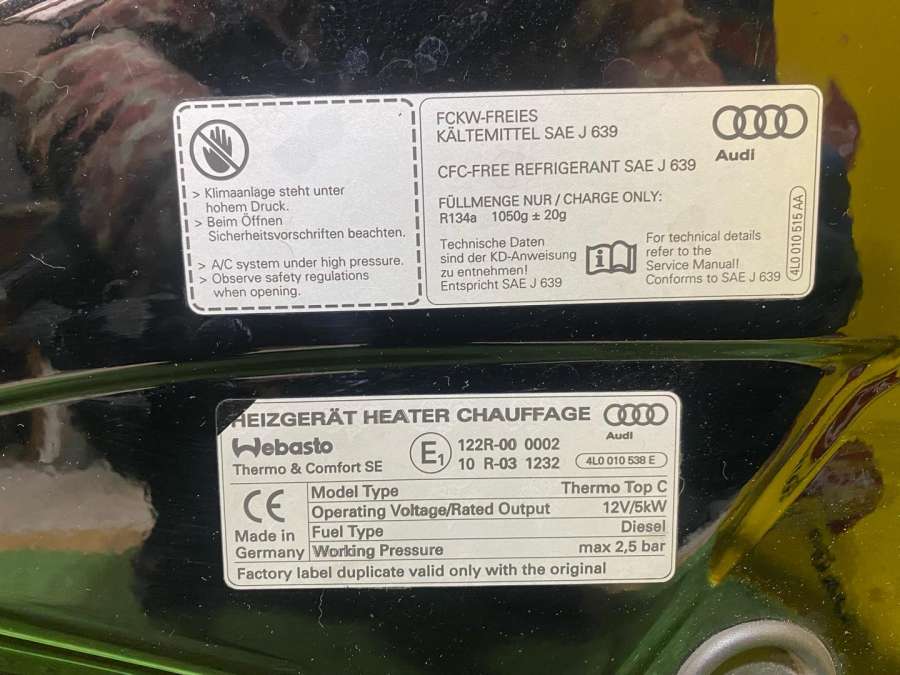 > Klimaanlage steht unter
hohem Druck.
> Beim Öffnen
Sicherheitsvorschriften beachten.
> A/C system under high pressure.
> Observe safety regulations
when opening.
FCKW-FREIES
KÄLTEMITTEL SAE J 639
CFC-FREE REFRIGERANT SAE J 639
FÜLLMENGE NUR / CHARGE ONLY:
R134a 1050g ± 20g
Technische Daten
sind der KD-Anweisung
zu entnehmen!
Entspricht SAE J 639
i
For technical details
refer to the
Service Manual!
Conforms to SAE J 639
Audi
4L0 010 515 AA
HEIZGERÄT HEATER CHAUFFAGE
Audi
Webasto
Thermo & Comfort SE
E1
122R-00 0002
10 R-03 1232
4L0 010 538 E
CE
Made in
Germany
Model Type Thermo Top C
Operating Voltage/Rated Output 12V/5kW
Fuel Type Diesel
Working Pressure max 2,5 bar
Factory label duplicate valid only with the original